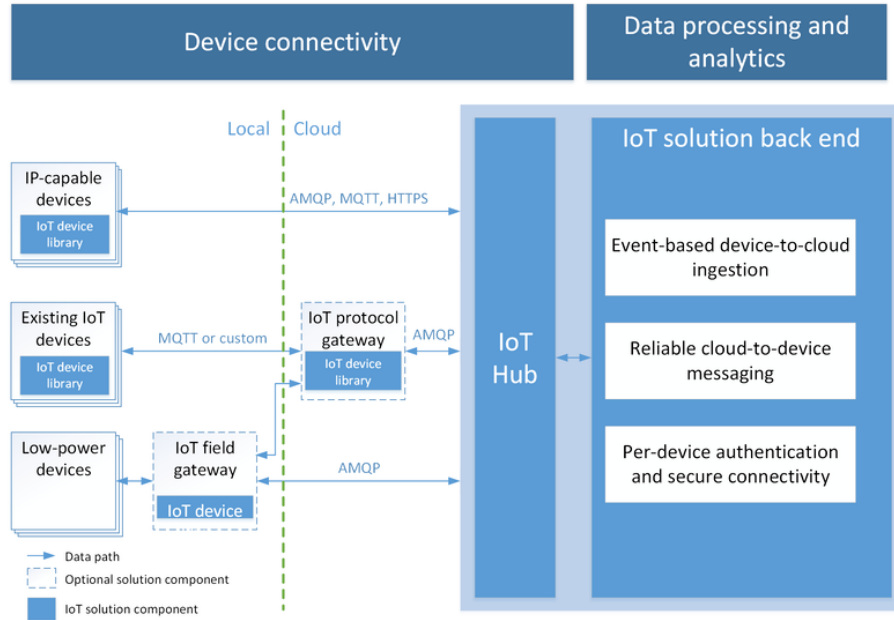 Device connectivity
Data processing and
analytics
Local
Cloud
IoT solution back end
IP-capable
devices
IoT device
library
AMQP, MQTT, HTTPS
Event-based device-to-cloud
ingestion
Existing IoT
devices
IoT device
library
MQTT or custom
IoT protocol
gateway
IoT device
library
AMQP
IoT
Hub
Reliable cloud-to-device
messaging
Low-power
devices
IoT field
gateway
IoT device
AMQP
Per-device authentication
and secure connectivity
Data path
Optional solution component
IoT solution component